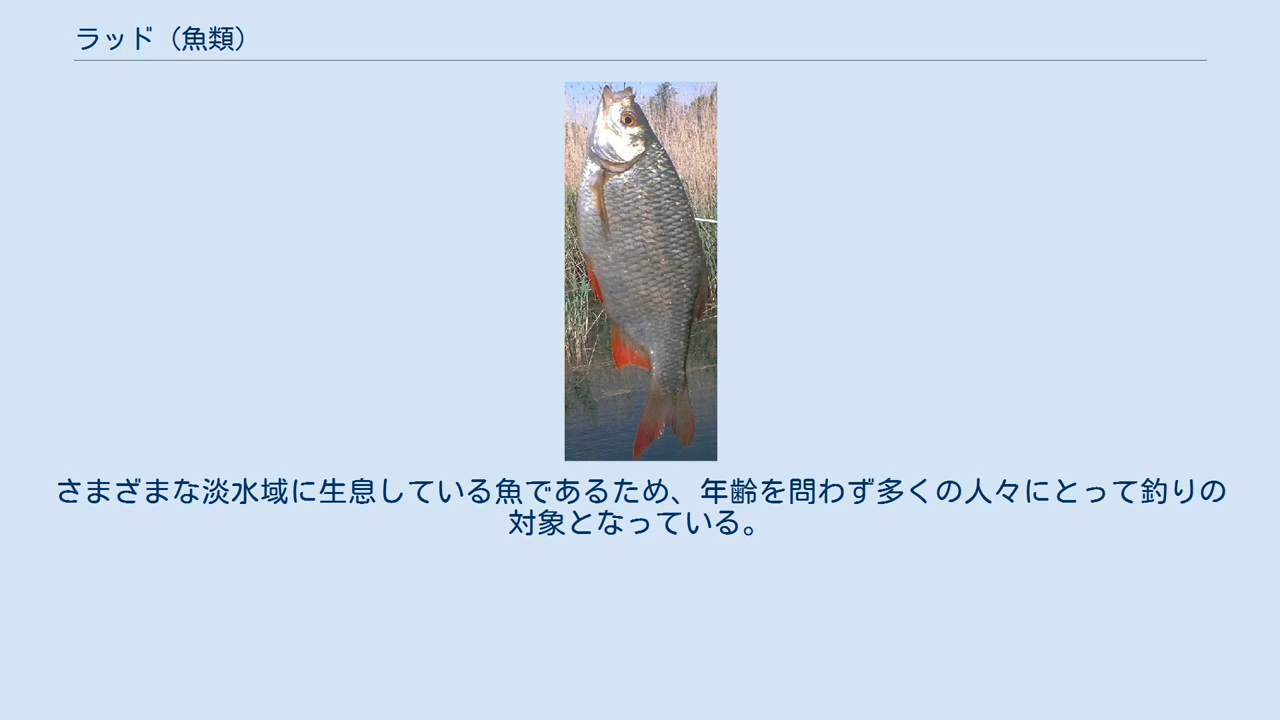 ラッド（魚類）
さまざまな淡水域に生息している魚であるため、年齢を問わず多くの人々にとって釣りの
対象となっている。